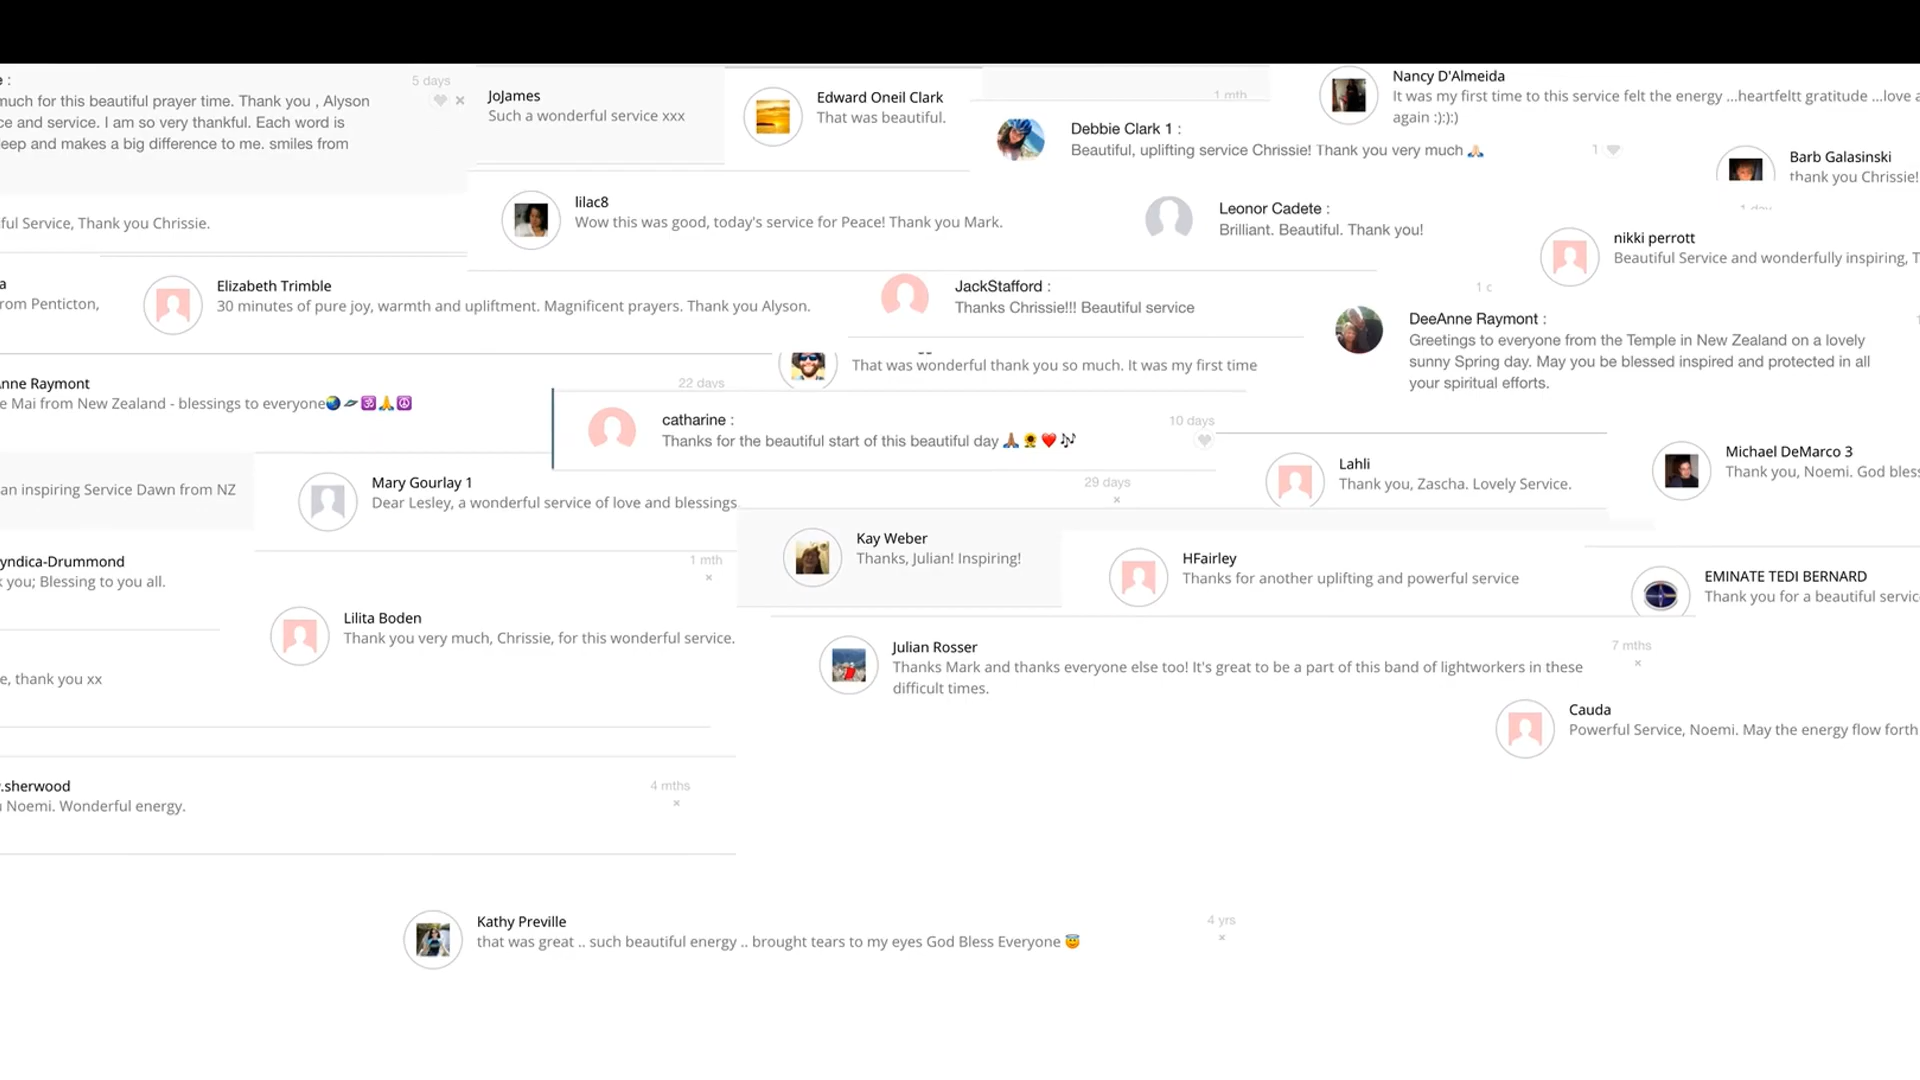 e :
5 days
much for this beautiful prayer time. Thank you , Alyson
ce and service. I am so very thankful. Each word is
eep and makes a big difference to me. smiles from
JoJames
Such a wonderful service xxx
Edward Oneil Clark
That was beautiful.
1 mth
Debbie Clark 1 :
Beautiful, uplifting service Chrissie! Thank you very much 🙏🏼
1
Nancy D'Almeida
It was my first time to this service felt the energy ...heartfeltt gratitude ...love a
again :):):)
Barb Galasinski
thank you Chrissie!
1 day
ful Service, Thank you Chrissie.
lilac8
Wow this was good, today's service for Peace! Thank you Mark.
Leonor Cadete :
Brilliant. Beautiful. Thank you!
nikki perrott
Beautiful Service and wonderfully inspiring, T
a
rom Penticton,
Elizabeth Trimble
30 minutes of pure joy, warmth and upliftment. Magnificent prayers. Thank you Alyson.
JackStafford :
Thanks Chrissie!!! Beautiful service
DeeAnne Raymont :
Greetings to everyone from the Temple in New Zealand on a lovely
sunny Spring day. May you be blessed inspired and protected in all
your spiritual efforts.
That was wonderful thank you so much. It was my first time
nne Raymont
22 days
e Mai from New Zealand - blessings to everyone🌏🛷🕉🙏☮
catharine :
10 days
Thanks for the beautiful start of this beautiful day 🙏🏽 🌻 ❤️ 🎶
an inspiring Service Dawn from NZ
Mary Gourlay 1
Dear Lesley, a wonderful service of love and blessings
29 days
Lahli
Thank you, Zascha. Lovely Service.
Michael DeMarco 3
Thank you, Noemi. God bless
Kay Weber
Thanks, Julian! Inspiring!
HFairley
Thanks for another uplifting and powerful service
EMINATE TEDI BERNARD
Thank you for a beautiful servic
yndica-Drummond
k you; Blessing to you all.
1 mth
Lilita Boden
Thank you very much, Chrissie, for this wonderful service.
Julian Rosser
7 mths
Thanks Mark and thanks everyone else too! It's great to be a part of this band of lightworkers in these
difficult times.
e, thank you xx
Cauda
Powerful Service, Noemi. May the energy flow forth
.sherwood
4 mths
Noemi. Wonderful energy.
Kathy Preville
4 yrs
that was great .. such beautiful energy .. brought tears to my eyes God Bless Everyone 😇